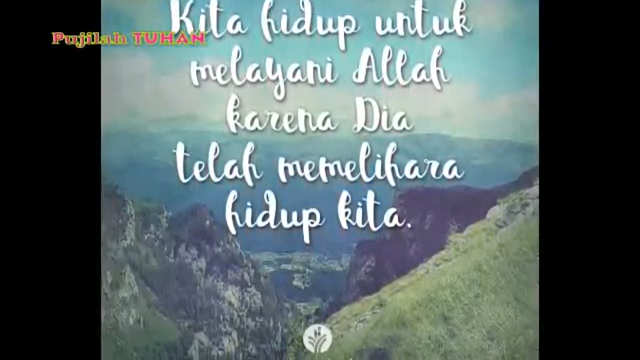 Kita hidup untuk
Pujilah TUHAN
melayani Allah
karena Dia
telah memelihara
hidup kita.